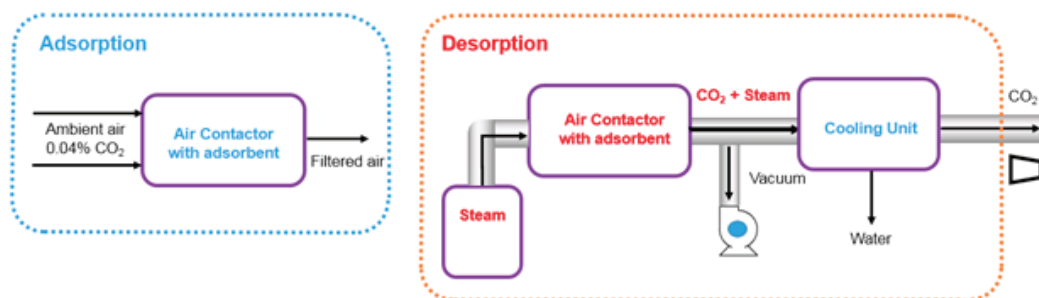 Adsorption
Ambient air
0.04% CO₂
Air Contactor
with adsorbent
Filtered air
Desorption
Steam
Air Contactor
with adsorbent
CO₂ + Steam
Vacuum
Cooling Unit
Water
CO₂